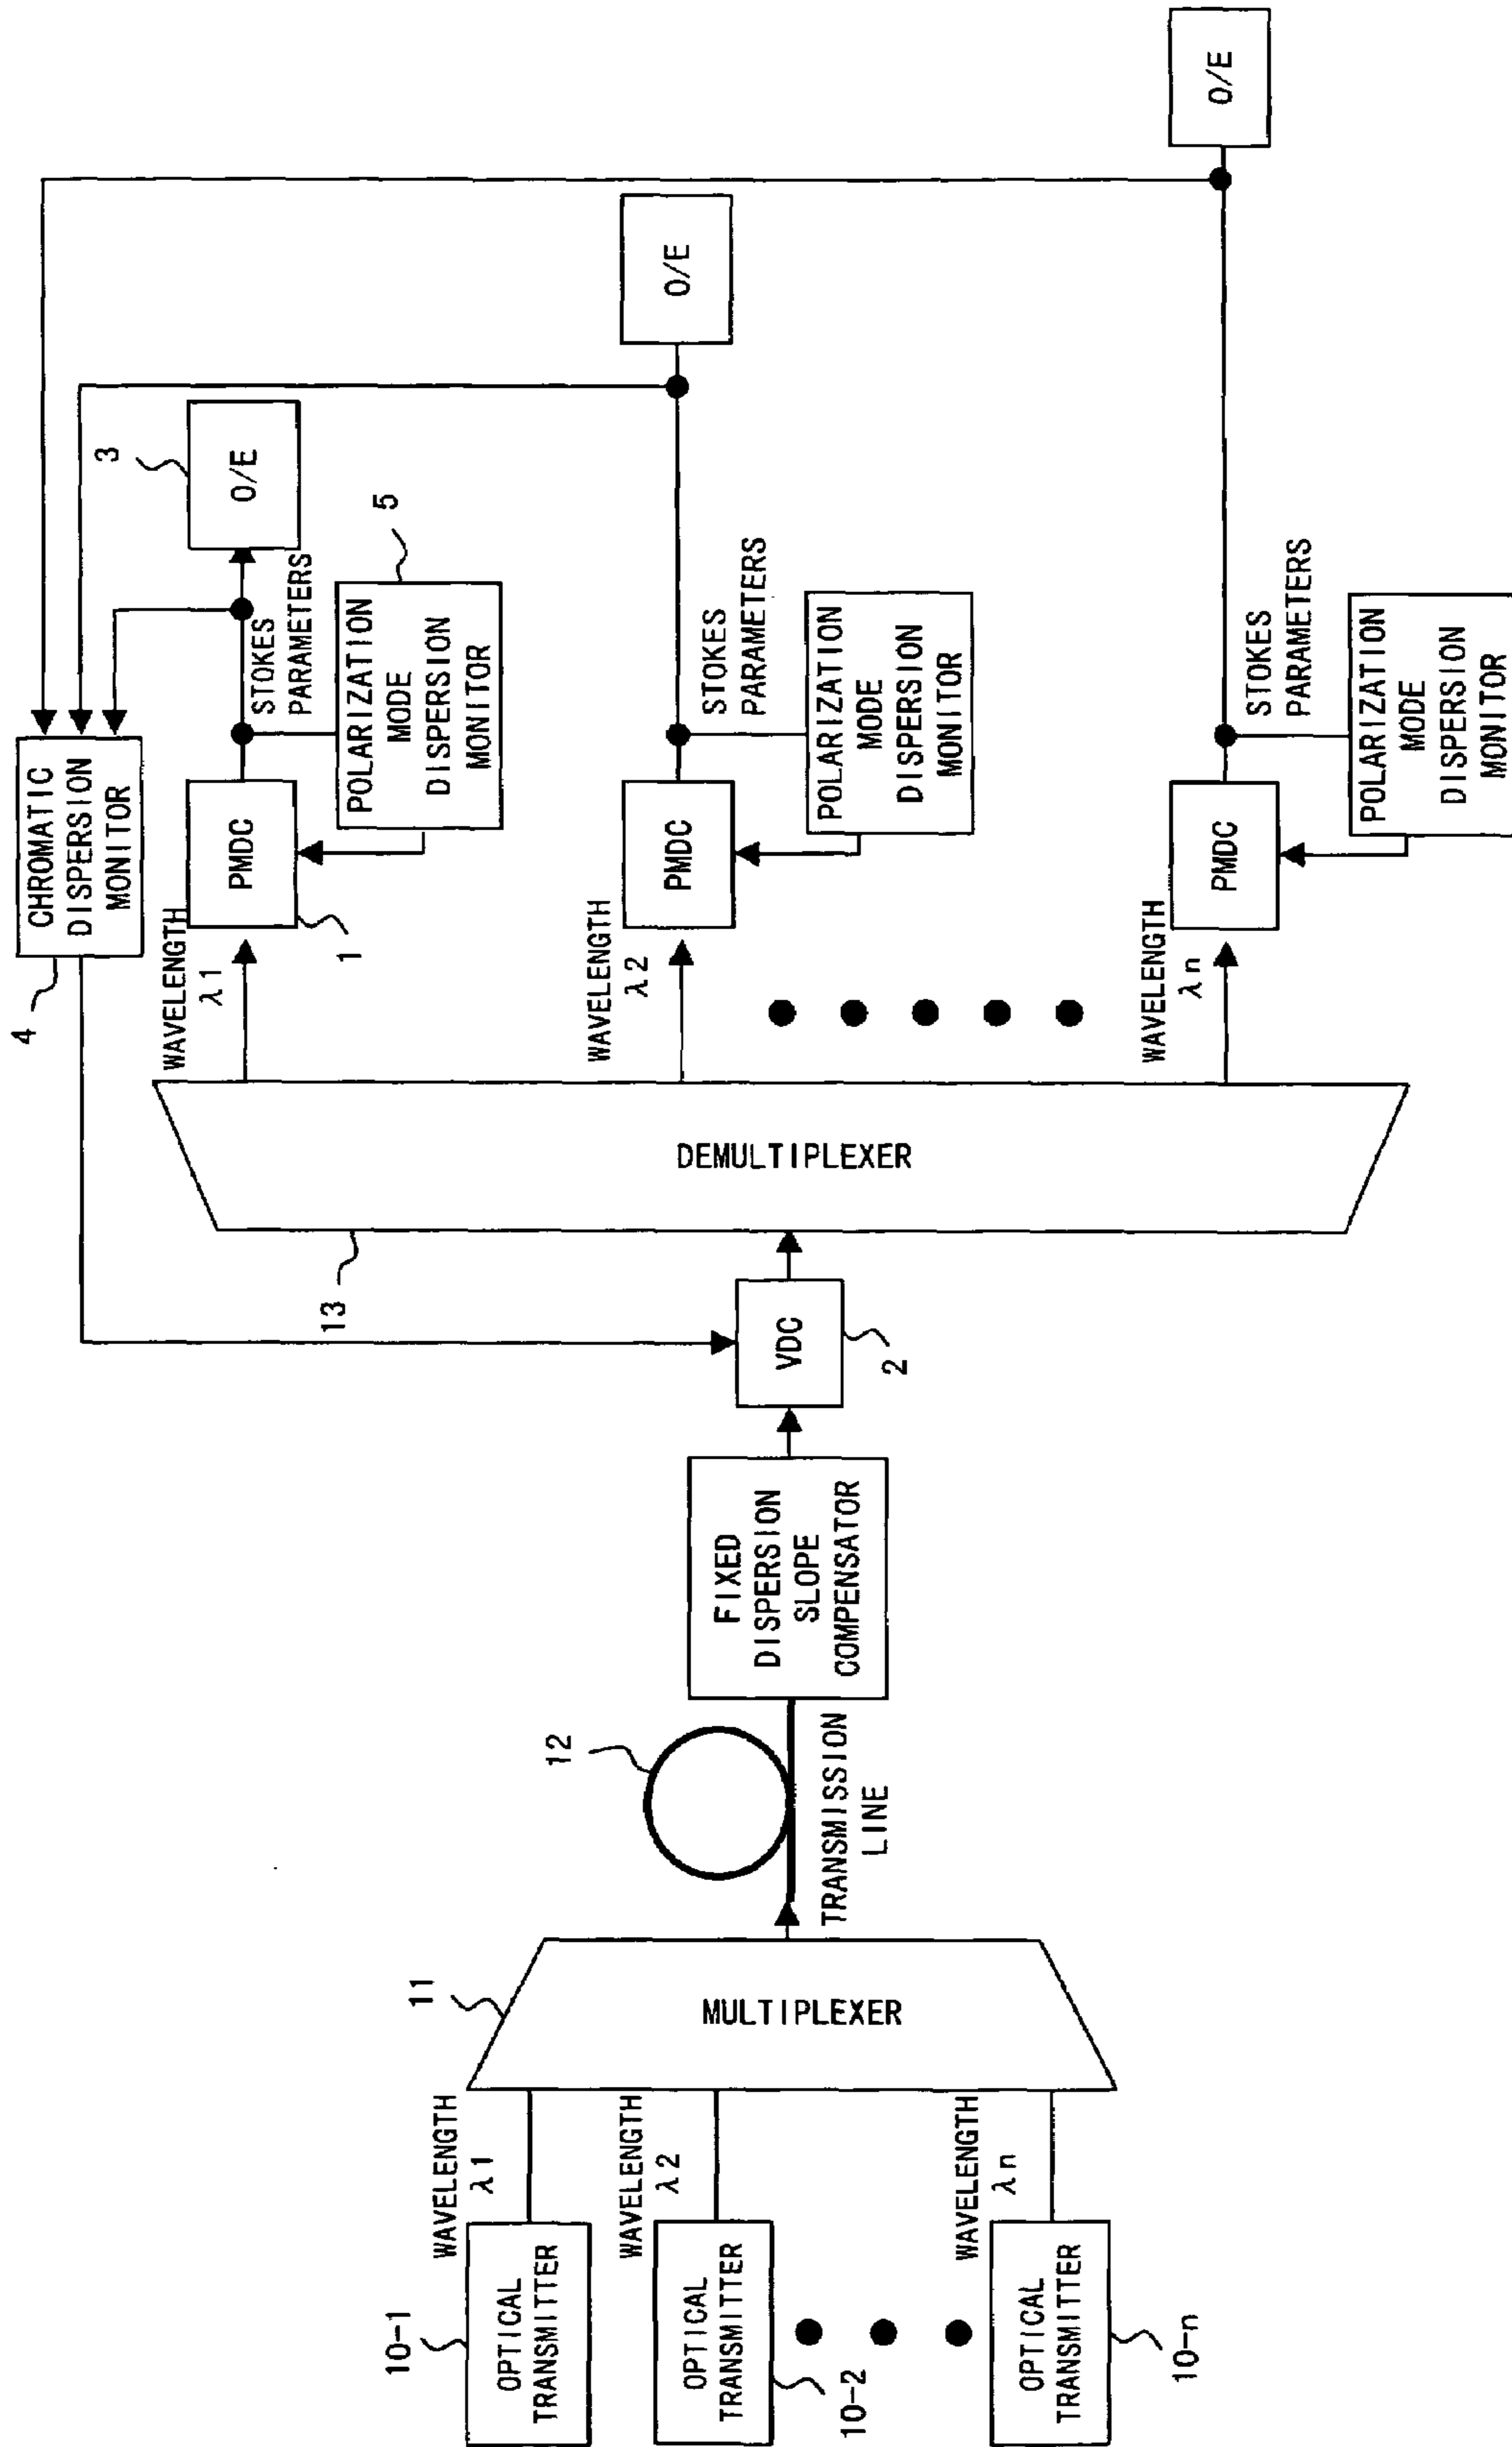 10-1
OPTICAL
TRANSMITTER
WAVELENGTH
λ1
10-2
OPTICAL
TRANSMITTER
WAVELENGTH
λ2
10-n
OPTICAL
TRANSMITTER
WAVELENGTH
λn
11
MULTIPLEXER
12
TRANSMISSION
LINE
FIXED
DISPERSION
SLOPE
COMPENSATOR
VDC
2
13
DEMULTIPLEXER
4
CHROMATIC
DISPERSION
MONITOR
WAVELENGTH
λ1
PMDC
1
STOKES
PARAMETERS
POLARIZATION
MODE
DISPERSION
MONITOR
5
3
O/E
WAVELENGTH
λ2
PMDC
STOKES
PARAMETERS
POLARIZATION
MODE
DISPERSION
MONITOR
O/E
WAVELENGTH
λn
PMDC
STOKES
PARAMETERS
POLARIZATION
MODE
DISPERSION
MONITOR
O/E